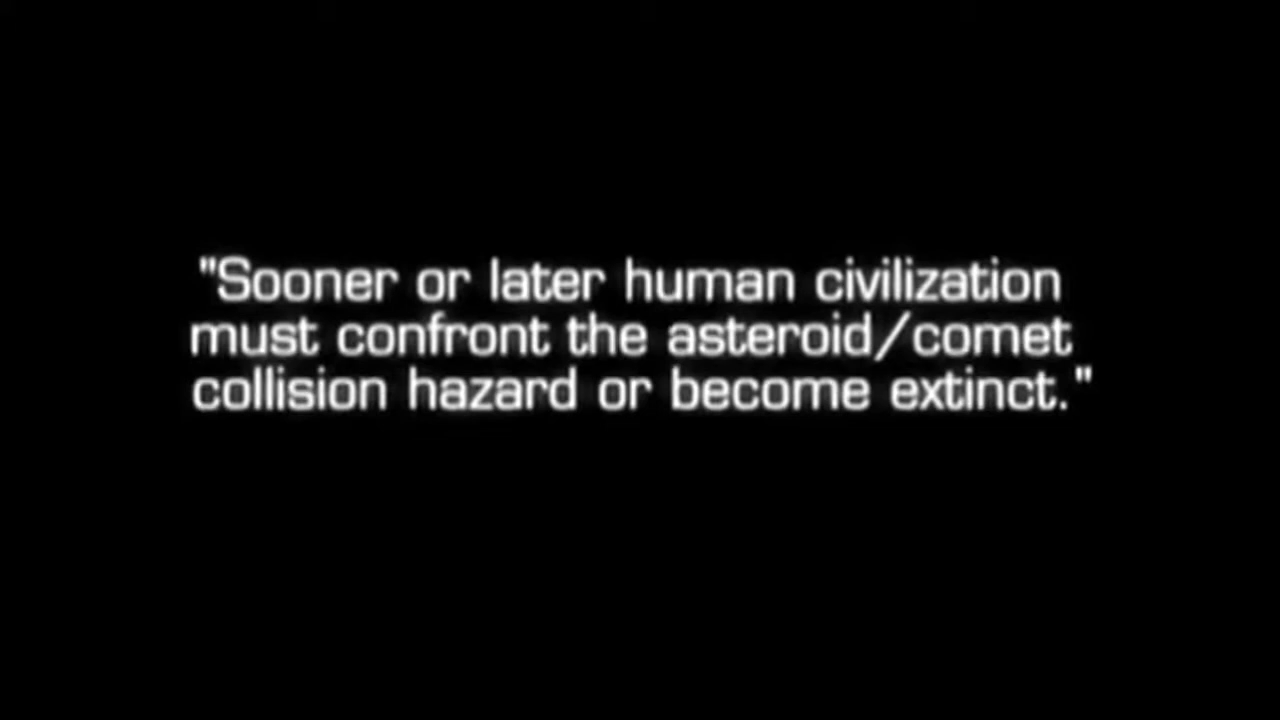 "Sooner or later human civilization
must confront the asteroid/comet
collision hazard or become extinct."